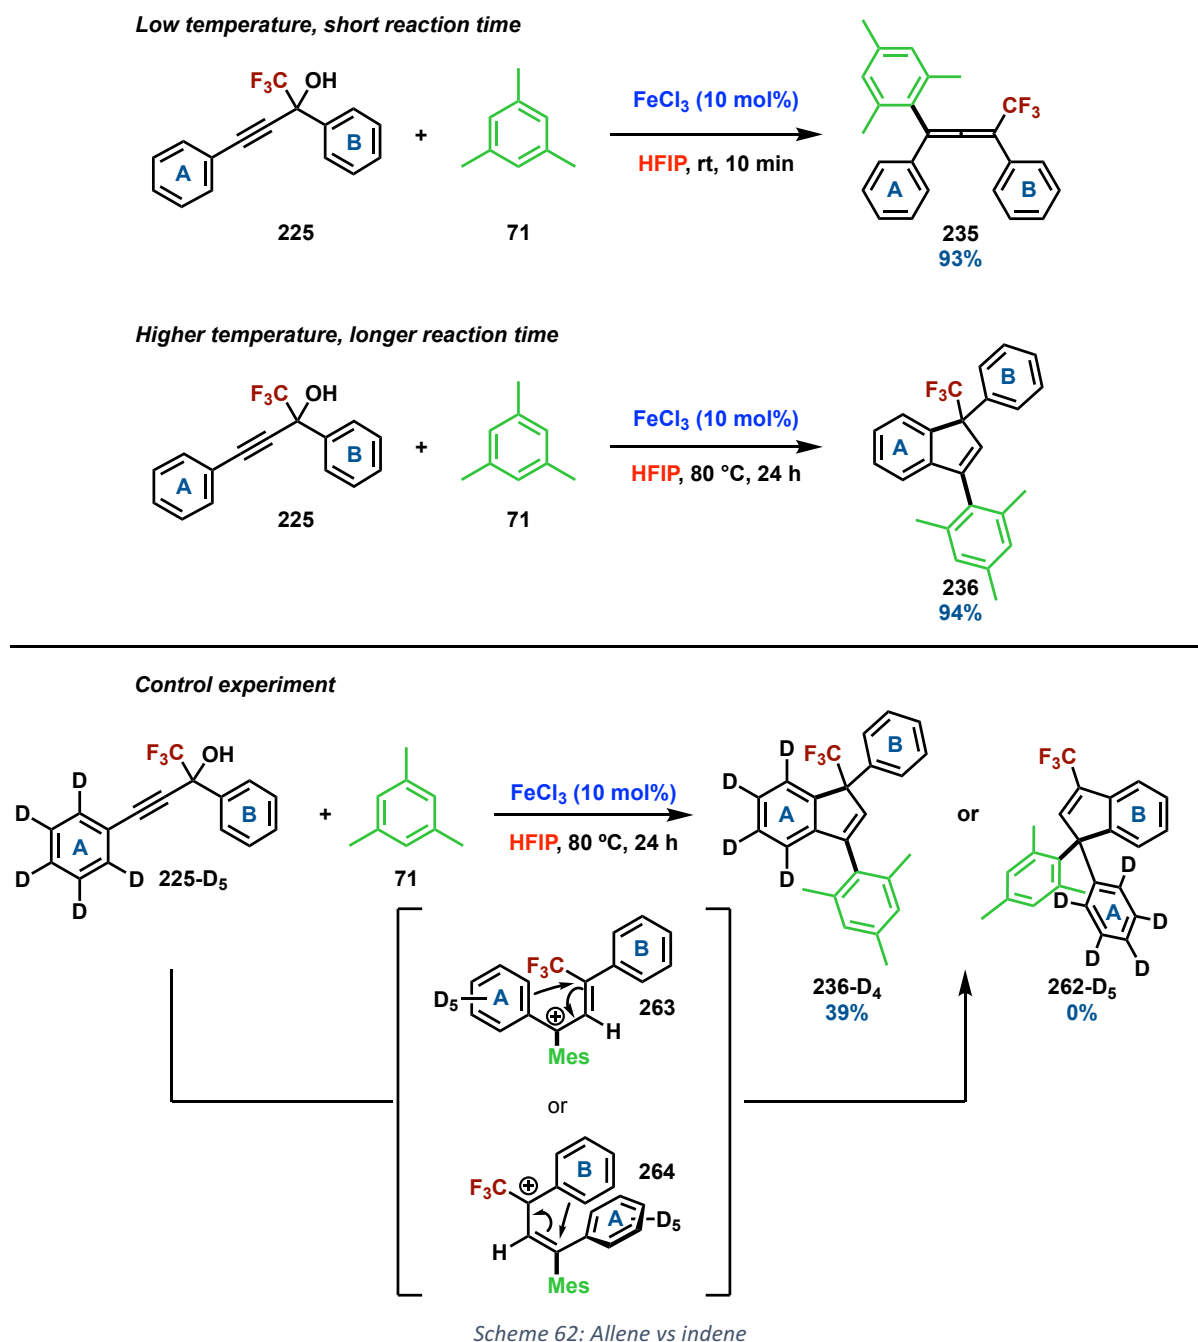 Low temperature, short reaction time
F3C OH
A
B
+
FeCl3 (10 mol%)
HFIP, rt, 10 min
CF3
A
B
225
71
235
93%
Higher temperature, longer reaction time
F3C OH
A
B
+
FeCl3 (10 mol%)
HFIP, 80 °C, 24 h
F3C
B
A
225
71
236
94%
Control experiment
F3C OH
D
D
D
D
D
A
B
225-D5
+
71
FeCl3 (10 mol%)
HFIP, 80 ºC, 24 h
F3C
B
D
D
D
D
A
236-D4
39%
or
F3C
B
A
D
D
D
D
D
262-D5
0%
F3C
B
D5
A
+
H
Mes
263
or
F3C
+
B
264
A
D5
H
Mes
Scheme 62: Allene vs indene